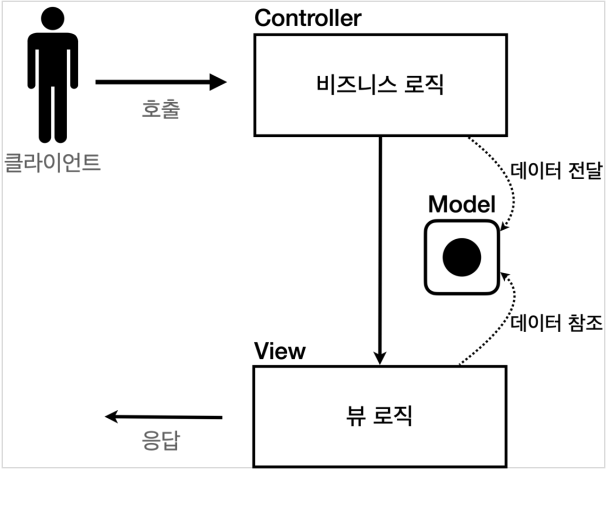 Controller
비즈니스 로직
호출
클라이언트
데이터 전달
Model
데이터 참조
View
뷰 로직
응답